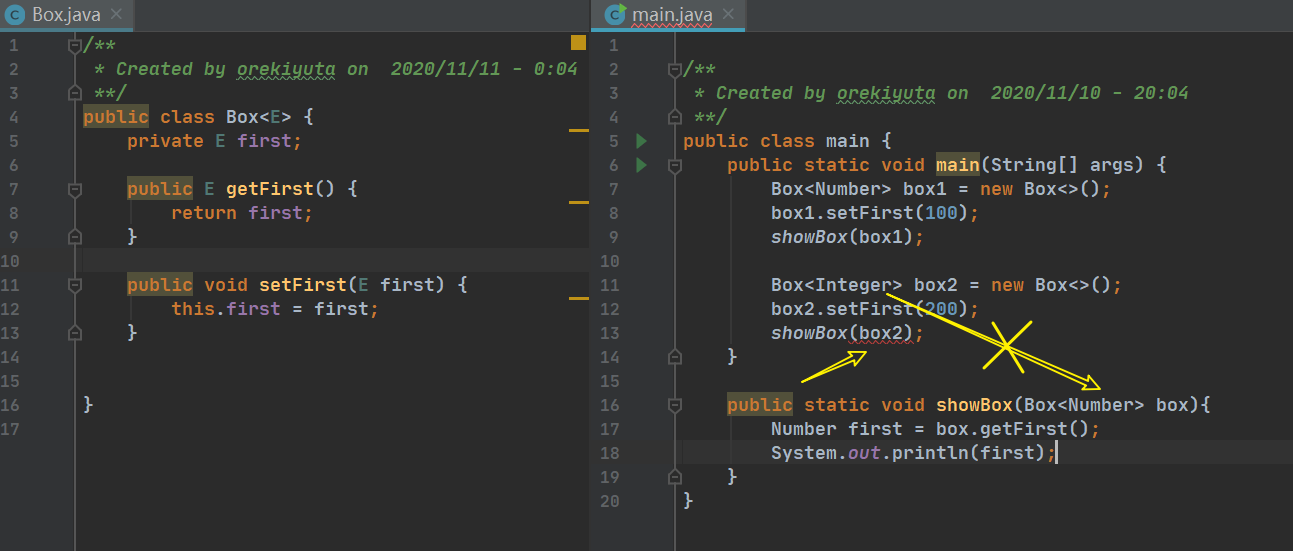 Box.java
1 /**
2 * Created by orekiyuta on  2020/11/11 - 0:04
3 **/
4 public class Box<E> {
5     private E first;
6
7     public E getFirst() {
8         return first;
9     }
10
11     public void setFirst(E first) {
12         this.first = first;
13     }
14
15
16 }
17
main.java
1
2 /**
3  * Created by orekiyuta on  2020/11/10 - 20:04
4  **/
5 public class main {
6     public static void main(String[] args) {
7         Box<Number> box1 = new Box<>();
8         box1.setFirst(100);
9         showBox(box1);
10
11         Box<Integer> box2 = new Box<>();
12         box2.setFirst(200);
13         showBox(box2);
14     }
15
16     public static void showBox(Box<Number> box){
17         Number first = box.getFirst();
18         System.out.println(first);
19     }
20 }